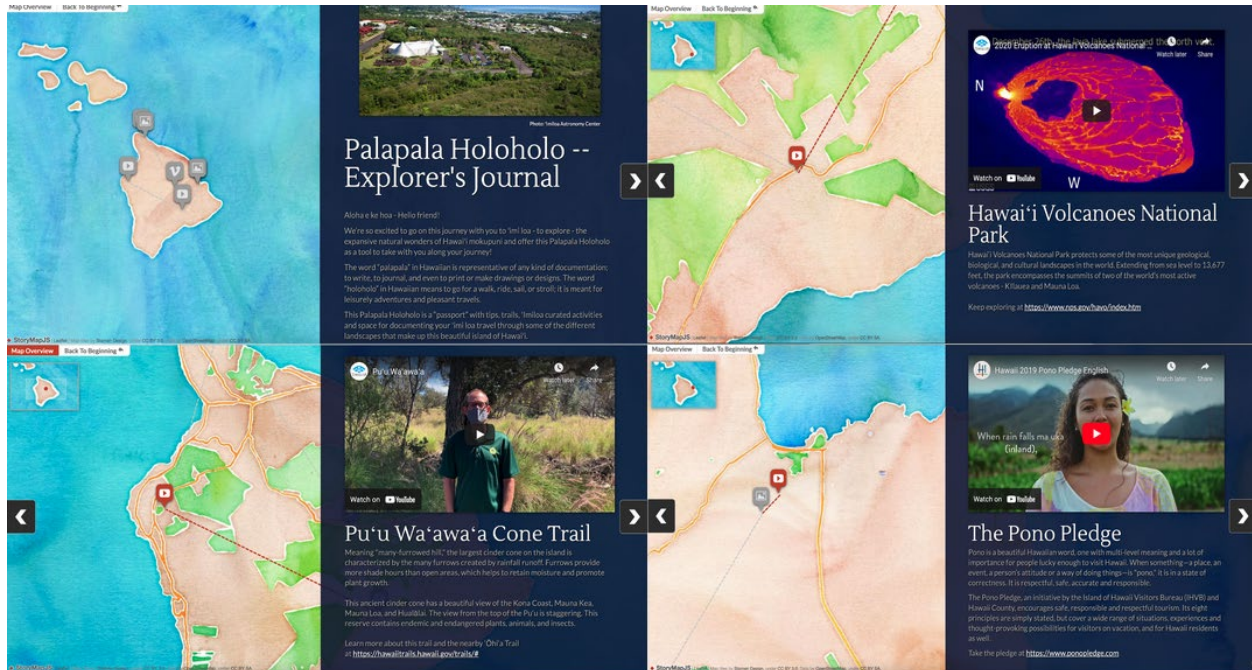 Map Overview Back To Beginning
Photo: 'Imiloa Astronomy Center
Palapala Holoholo --
Explorer's Journal
Aloha e ke hoa - Hello friend!
We're so excited to go on this journey with you to 'imi loa - to explore - the
expansive natural wonders of Hawai'i mokupuni and offer this Palapala Holoholo
as a tool to take with you along your journey!
The word "palapala" in Hawaiian is representative of any kind of documentation;
to write, to journal, and even to print or make drawings or designs. The word
"holoholo" in Hawaiian means to go for a walk, ride, sail, or stroll; it is meant for
leisurely adventures and pleasant travels.
This Palapala Holoholo is a "passport" with tips, trails, 'Imiloa curated activities
and space for documenting your 'imi loa travel through some of the different
landscapes that make up this beautiful island of Hawai'i.
StoryMapJS
Map Overview Back To Beginning
December 26th, the lava lake submerged the north vent.
2020 Eruption at Hawai'i Volcanoes National ...
Watch later Share
N
W
Watch on YouTube
Hawai'i Volcanoes National
Park
Hawai'i Volcanoes National Park protects some of the most unique geological,
biological, and cultural landscapes in the world. Extending from sea level to 13,677
feet, the park encompasses the summits of two of the world's most active
volcanoes - Kīlauea and Mauna Loa.
Keep exploring at https://www.nps.gov/havo/index.htm
StoryMapJS
Map Overview Back To Beginning
Pu'u Wa'awa'a
Watch later Share
Watch on YouTube
Pu'u Wa'awa'a Cone Trail
Meaning "many-furrowed hill," the largest cinder cone on the island is
characterized by the many furrows created by rainfall runoff. Furrows provide
more shade hours than open areas, which helps to retain moisture and promote
plant growth.
This ancient cinder cone has a beautiful view of the Kona Coast, Mauna Kea,
Mauna Loa, and Hualālai. The view from the top of the Pu'u is staggering. This
reserve contains endemic and endangered plants, animals, and insects.
Learn more about this trail and the nearby 'Ōhi'a Trail
at https://hawaiitrails.hawaii.gov/trails/#
StoryMapJS
Map Overview Back To Beginning
Hawaii 2019 Pono Pledge English
Watch later Share
When rain falls ma uka
(inland),
Watch on YouTube
The Pono Pledge
Pono is a beautiful Hawaiian word, one with multi-level meaning and a lot of
importance for people lucky enough to visit Hawaii. When something—a place, an
event, a person's attitude or a way of doing things—is "pono," it is in a state of
correctness. It is respectful, safe, accurate and responsible.
The Pono Pledge, an initiative by the Island of Hawaii Visitors Bureau (IHVB) and
Hawaii County, encourages safe, responsible and respectful tourism. Its eight
principles are simply stated, but cover a wide range of situations, experiences and
thought-provoking possibilities for visitors on vacation, and for Hawaii residents
as well.
Take the pledge at https://www.ponopledge.com
StoryMapJS